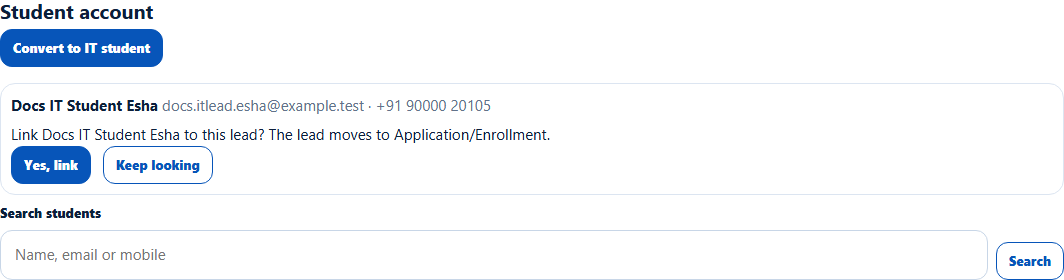 Student account
Convert to IT student
Docs IT Student Esha docs.itlead.esha@example.test · +91 90000 20105
Link Docs IT Student Esha to this lead? The lead moves to Application/Enrollment.
Yes, link Keep looking
Search students
Name, email or mobile
Search